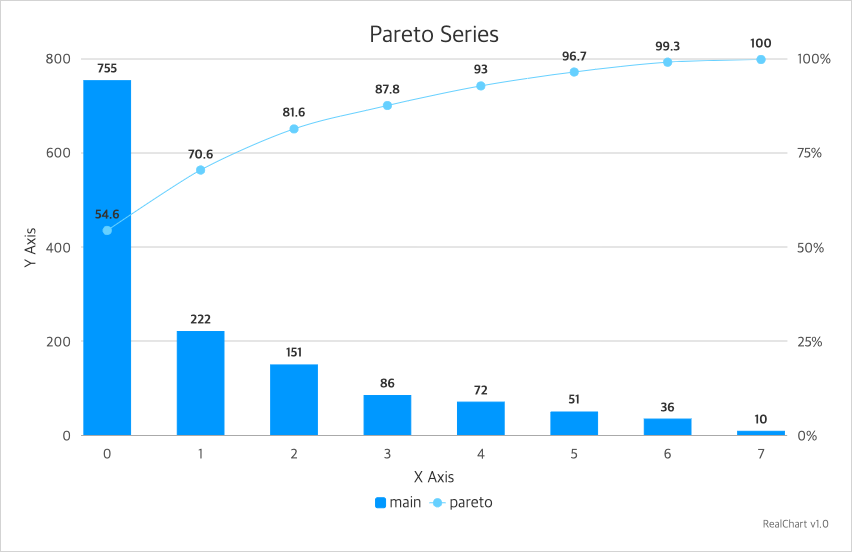 Pareto Series
800 755 54.6 70.6 81.6 87.8 93 96.7 99.3 100 100%
600 75%
400 50%
200 222 151 86 72 51 36 10 25%
0 0%
Y Axis
0 1 2 3 4 5 6 7
X Axis
main pareto
RealChart v1.0